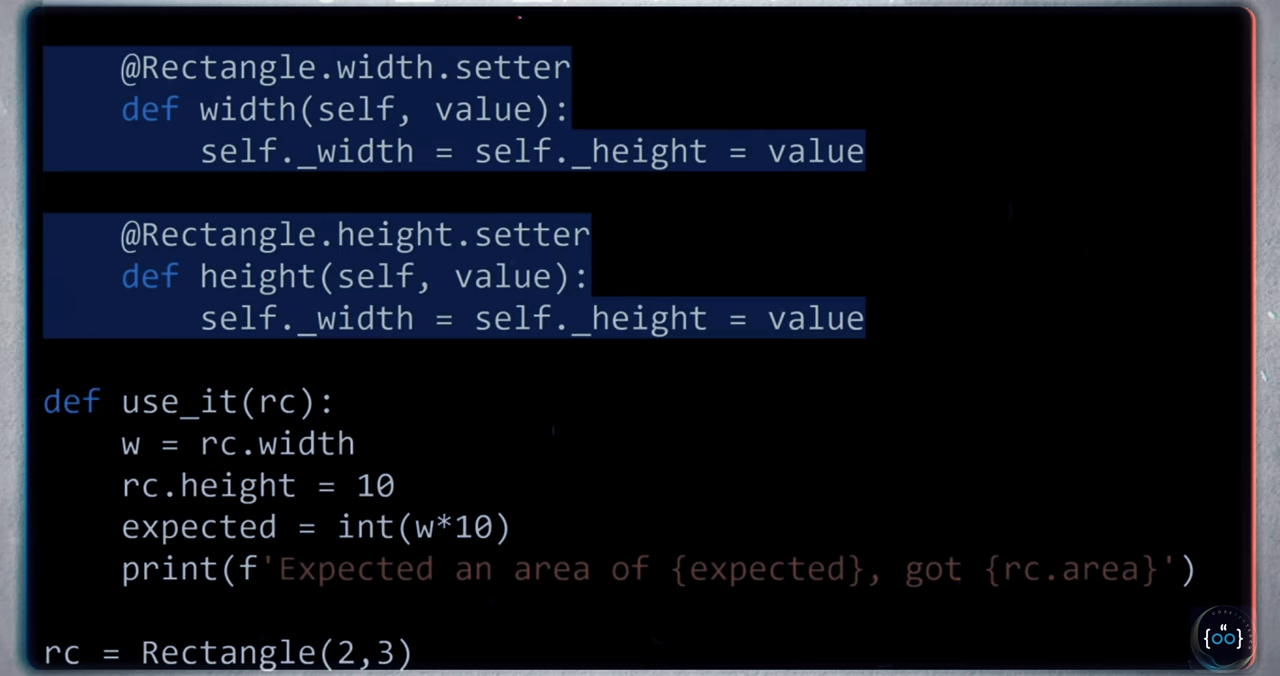 @Rectangle.width.setter
def width(self, value):
self._width = self._height = value
@Rectangle.height.setter
def height(self, value):
self._width = self._height = value
def use_it(rc):
w = rc.width
rc.height = 10
expected = int(w*10)
print(f'Expected an area of {expected}, got {rc.area}')
rc = Rectangle(2,3)